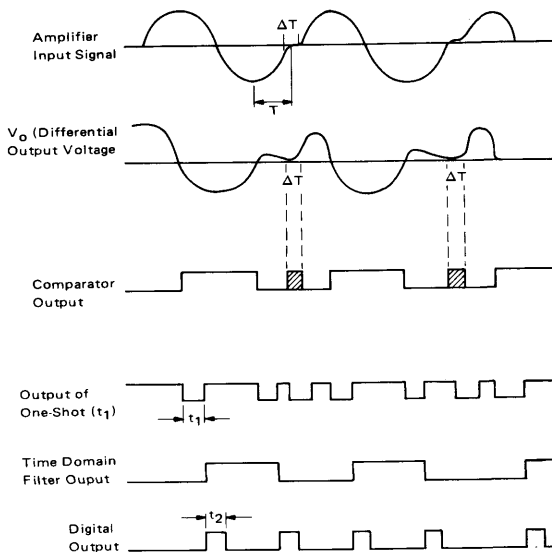 Amplifier
Input Signal
ΔT
T
V₀ (Differential
Output Voltage
ΔT
ΔT
Comparator
Output
Output of
One-Shot (t₁)
t₁
Time Domain
Filter Ouput
t₂
Digital
Output